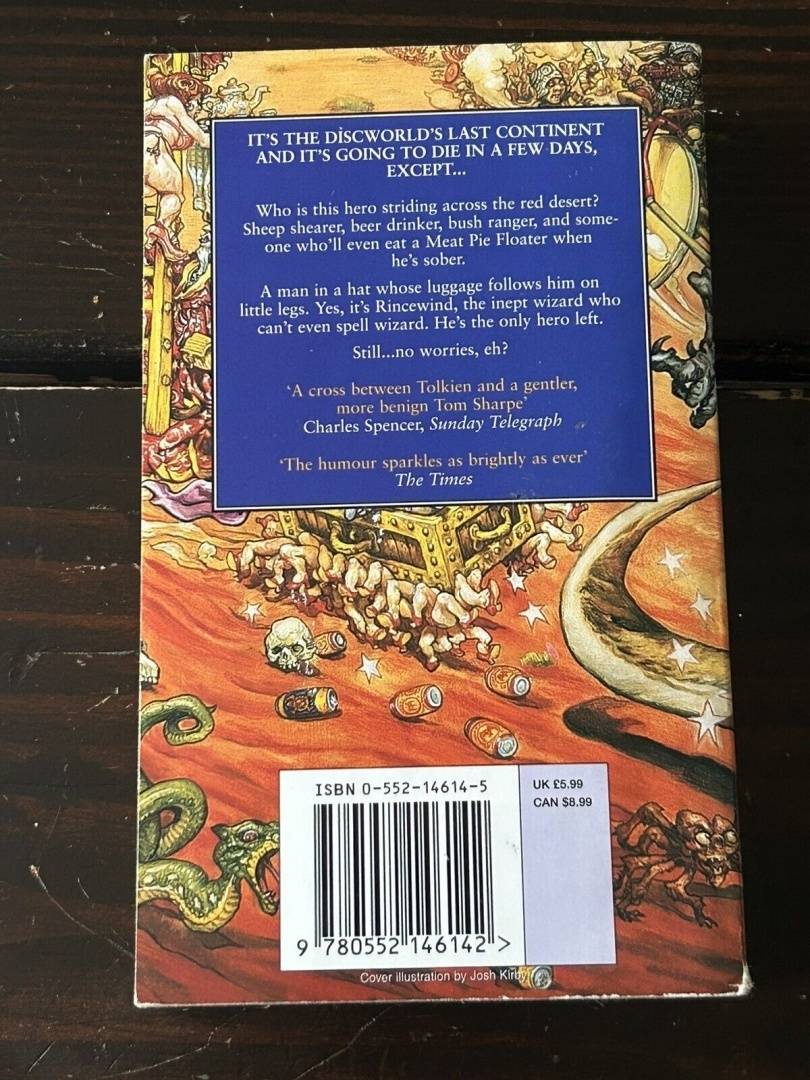 IT'S THE DISCWORLD'S LAST CONTINENT
AND IT'S GOING TO DIE IN A FEW DAYS,
EXCEPT...
Who is this hero striding across the red desert?
Sheep shearer, beer drinker, bush ranger, and some-
one who'll even eat a Meat Pie Floater when
he's sober.
A man in a hat whose luggage follows him on
little legs. Yes, it's Rincewind, the inept wizard who
can't even spell wizard. He's the only hero left.
Still...no worries, eh?
'A cross between Tolkien and a gentler,
more benign Tom Sharpe'
Charles Spencer, Sunday Telegraph
'The humour sparkles as brightly as ever'
The Times
ISBN 0-552-14614-5
UK £5.99
CAN $8.99
9 780552 146142 >
Cover illustration by Josh Kirby